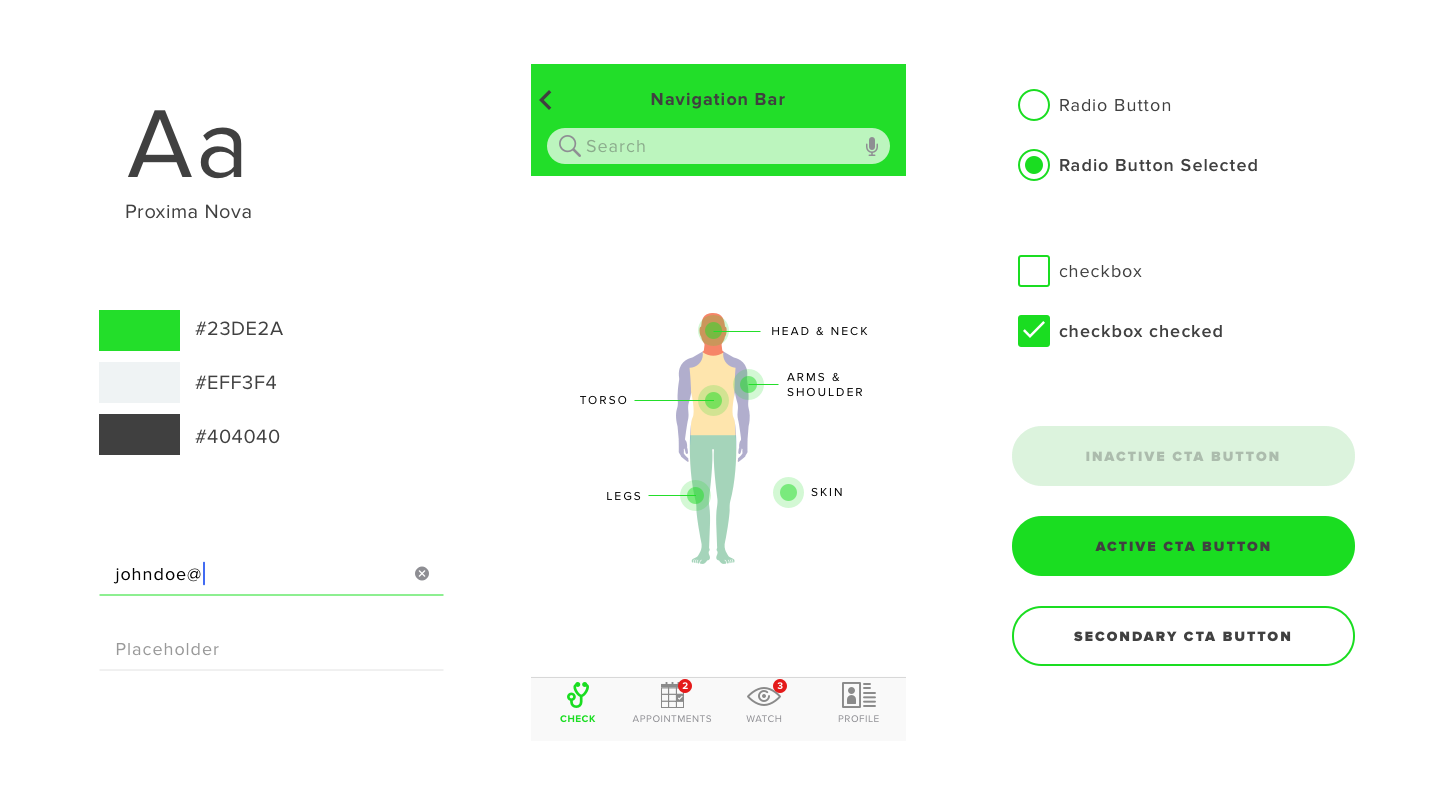 Aa
Proxima Nova
#23DE2A
#EFF3F4
#404040
johndoe@
Placeholder
Navigation Bar
Search
HEAD & NECK
ARMS &
SHOULDER
TORSO
LEGS
SKIN
2
3
CHECK
APPOINTMENTS
WATCH
PROFILE
Radio Button
Radio Button Selected
checkbox
checkbox checked
INACTIVE CTA BUTTON
ACTIVE CTA BUTTON
SECONDARY CTA BUTTON